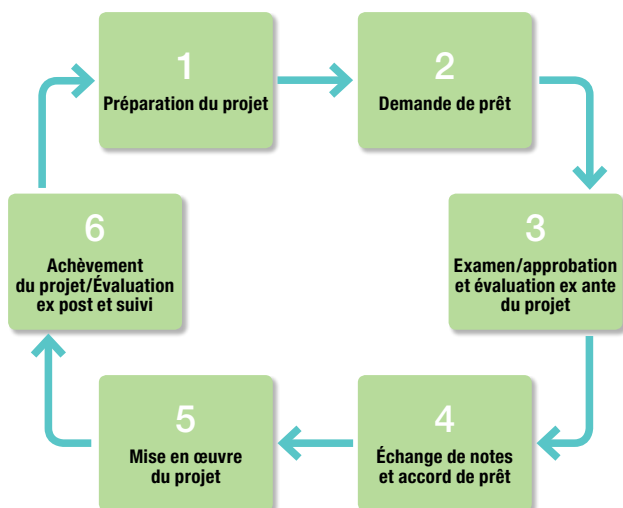 1
Préparation du projet
2
Demande de prêt
3
Examen/approbation
et évaluation ex ante
du projet
4
Échange de notes
et accord de prêt
5
Mise en œuvre
du projet
6
Achèvement
du projet/Évaluation
ex post et suivi